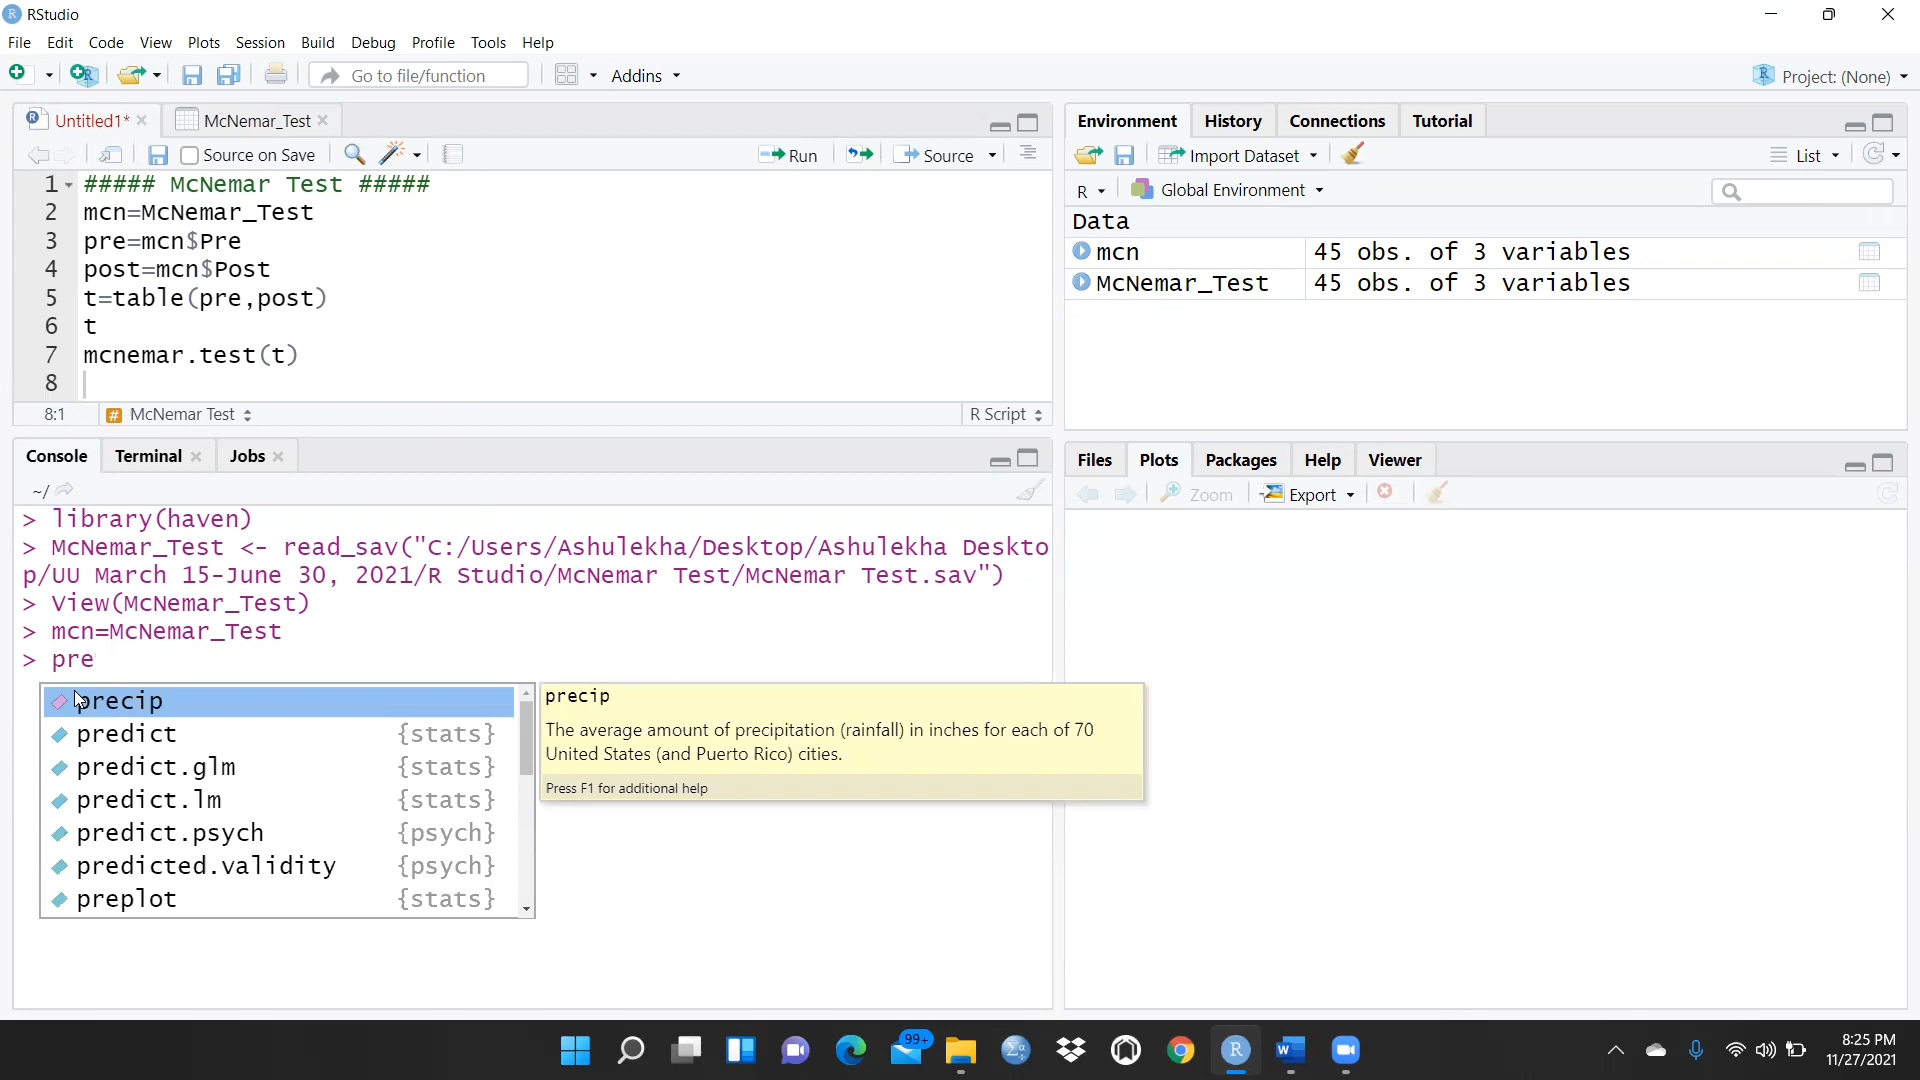 RStudio
File Edit Code View Plots Session Build Debug Profile Tools Help
Go to file/function
Addins
Project: (None)
Untitled1*
McNemar_Test
Source on Save
Run
Source
1 ##### McNemar Test #####
2 mcn=McNemar_Test
3 pre=mcn$Pre
4 post=mcn$Post
5 t=table(pre,post)
6 t
7 mcnemar.test(t)
8
8:1
# McNemar Test
R Script
Environment History Connections Tutorial
Import Dataset
List
R
Global Environment
Data
mcn 45 obs. of 3 variables
McNemar_Test 45 obs. of 3 variables
Console Terminal Jobs
~/
> library(haven)
> McNemar_Test <- read_sav("C:/Users/Ashulekha/Desktop/Ashulekha Deskto
p/UU March 15-June 30, 2021/R Studio/McNemar Test/McNemar Test.sav")
> View(McNemar_Test)
> mcn=McNemar_Test
> pre
precip
predict {stats}
predict.glm {stats}
predict.lm {stats}
predict.psych {psych}
predicted.validity {psych}
preplot {stats}
precip
The average amount of precipitation (rainfall) in inches for each of 70
United States (and Puerto Rico) cities.
Press F1 for additional help
Files Plots Packages Help Viewer
Zoom
Export
99+
8:25 PM
11/27/2021